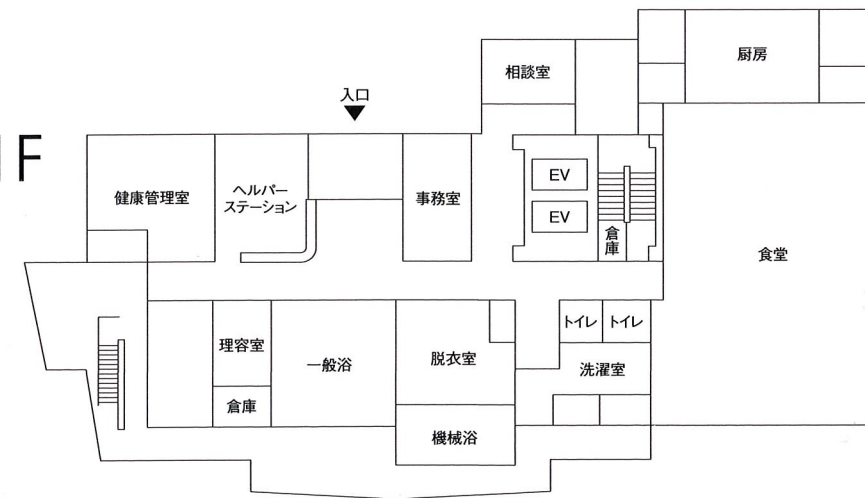 厨房
相談室
入口
F
健康管理室
ヘルパー
ステーション
事務室
EV
EV
倉庫
食堂
理容室
一般浴
脱衣室
トイレ
トイレ
洗濯室
倉庫
機械浴